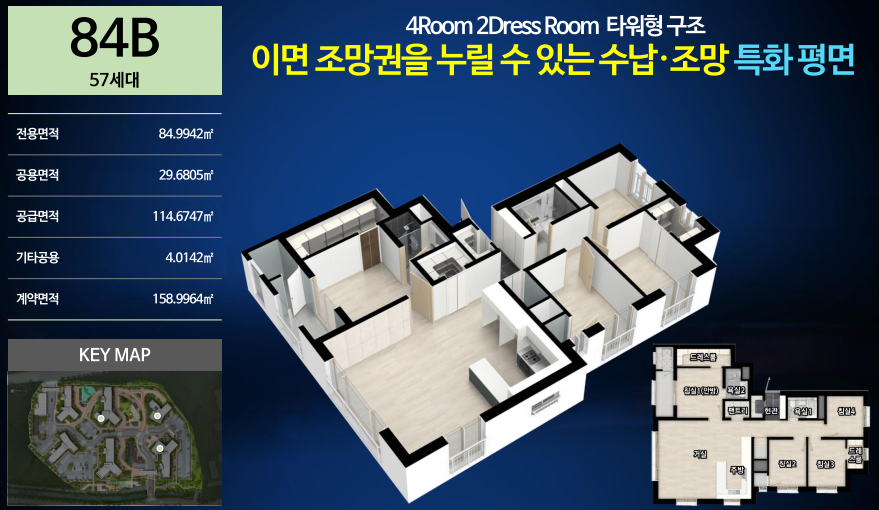 84B
57세대
4Room 2Dress Room 타워형 구조
이면 조망권을 누릴 수 있는 수납·조망 특화 평면
전용면적 84.9942㎡
공용면적 29.6805㎡
공급면적 114.6747㎡
기타공용 4.0142㎡
계약면적 158.9964㎡
KEY MAP
드레스룸
침실1(안방)
욕실2
팬트리
현관
욕실1
침실4
거실
주방
침실2
침실3
드레
스룸